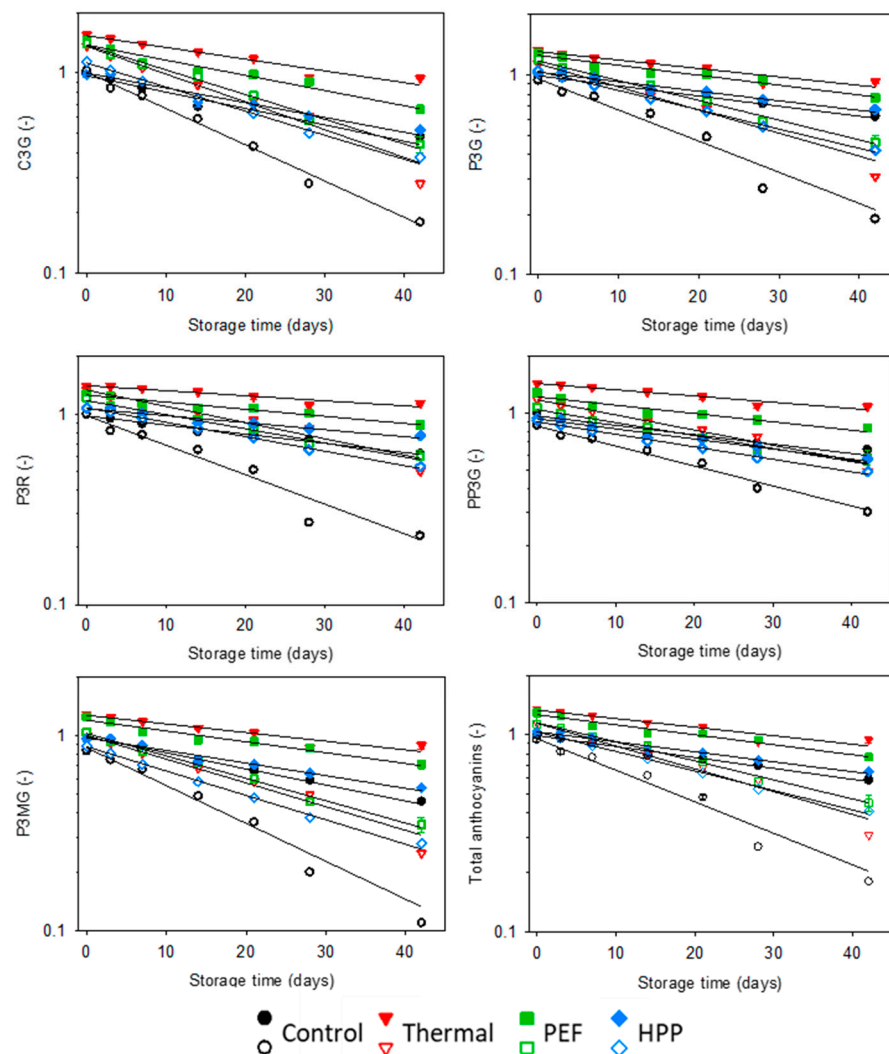 C3G (-)
1
0.1
0 10 20 30 40
Storage time (days)
P3G (-)
1
0.1
0 10 20 30 40
Storage time (days)
P3R (-)
1
0.1
0 10 20 30 40
Storage time (days)
PP3G (-)
1
0.1
0 10 20 30 40
Storage time (days)
P3MG (-)
1
0.1
0 10 20 30 40
Storage time (days)
Total anthocyanins (-)
1
0.1
0 10 20 30 40
Storage time (days)
Control Thermal PEF HPP